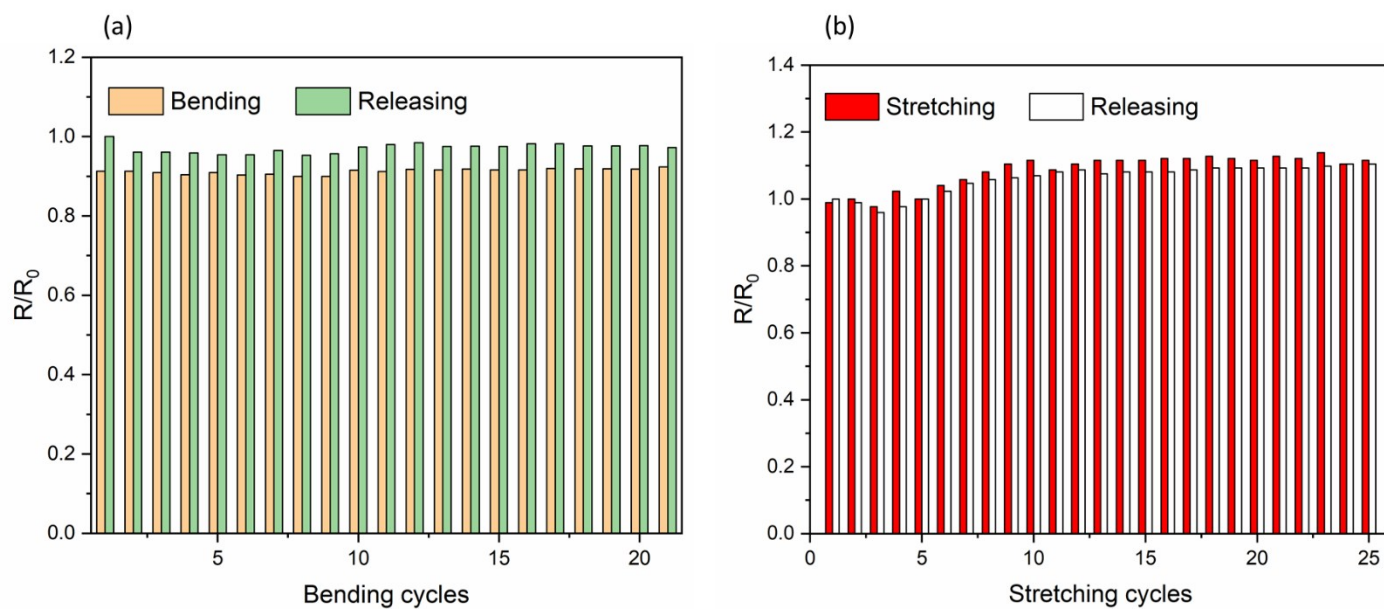 (a)
1.2
1.0
0.8
0.6
0.4
0.2
0.0
R/R₀
Bending
Releasing
5
10
15
20
Bending cycles
(b)
1.4
1.2
1.0
0.8
0.6
0.4
0.2
0.0
R/R₀
Stretching
Releasing
0
5
10
15
20
25
Stretching cycles